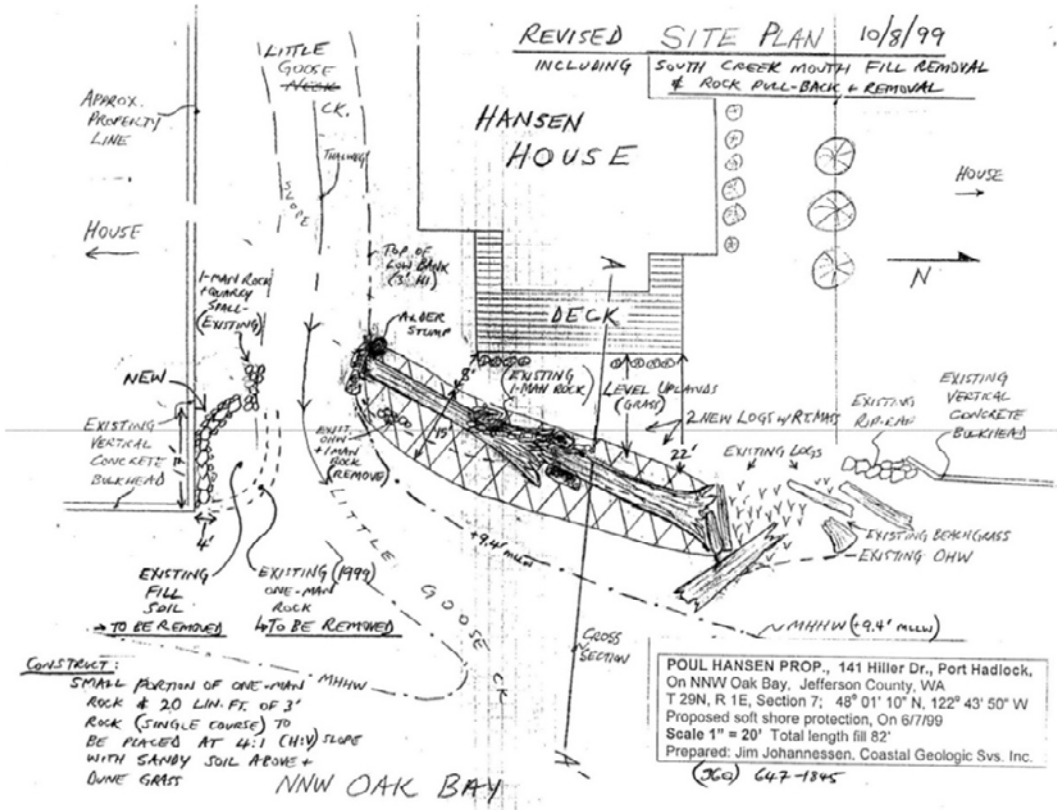 REVISED SITE PLAN 10/8/99
INCLUDING SOUTH CREEK MOUTH FILL REMOVAL
& ROCK PULL-BACK + REMOVAL
LITTLE
GOOSE
NECK
CK.
APPROX.
PROPERTY
LINE
THALWEG
SLOPE
HANSEN
HOUSE
HOUSE
HOUSE
N
1-MAN ROCK
+ QUARRY
SPALL
(EXISTING)
TOP OF
LOW BANK
(3' HI)
A
DECK
ALDER
STUMP
NEW
8'
(EXISTING
1-MAN ROCK)
LEVEL UPLANDS
(GRASS)
2 NEW LOGS W/RT.MASS
22'
EXISTING
RIP-RAP
EXISTING
VERTICAL
CONCRETE
BULKHEAD
EXISTING
VERTICAL
CONCRETE
BULKHEAD
EXIST.
OHW
+ 1 MAN
ROCK
(REMOVE)
15'
EXISTING LOGS
4'
EXISTING BEACHGRASS
EXISTING OHW
LITTLE GOOSE CK
+9.4' MLLW
EXISTING
FILL
SOIL
TO BE REMOVED
EXISTING (1999)
ONE-MAN
ROCK
TO BE REMOVED
~MHHW (+9.4' MLLW)
MHHW
CROSS
SECTION
A'
CONSTRUCT:
SMALL PORTION OF ONE-MAN
ROCK & 20 LIN. FT. OF 3'
ROCK (SINGLE COURSE) TO
BE PLACED AT 4:1 (H:V) SLOPE
WITH SANDY SOIL ABOVE +
DUNE GRASS
NNW OAK BAY
POUL HANSEN PROP., 141 Hiller Dr., Port Hadlock,
On NNW Oak Bay, Jefferson County, WA
T 29N, R 1E, Section 7; 48° 01' 10" N, 122° 43' 50" W
Proposed soft shore protection, On 6/7/99
Scale 1" = 20' Total length fill 82'
Prepared: Jim Johannessen, Coastal Geologic Svs. Inc.
(360) 647-1845